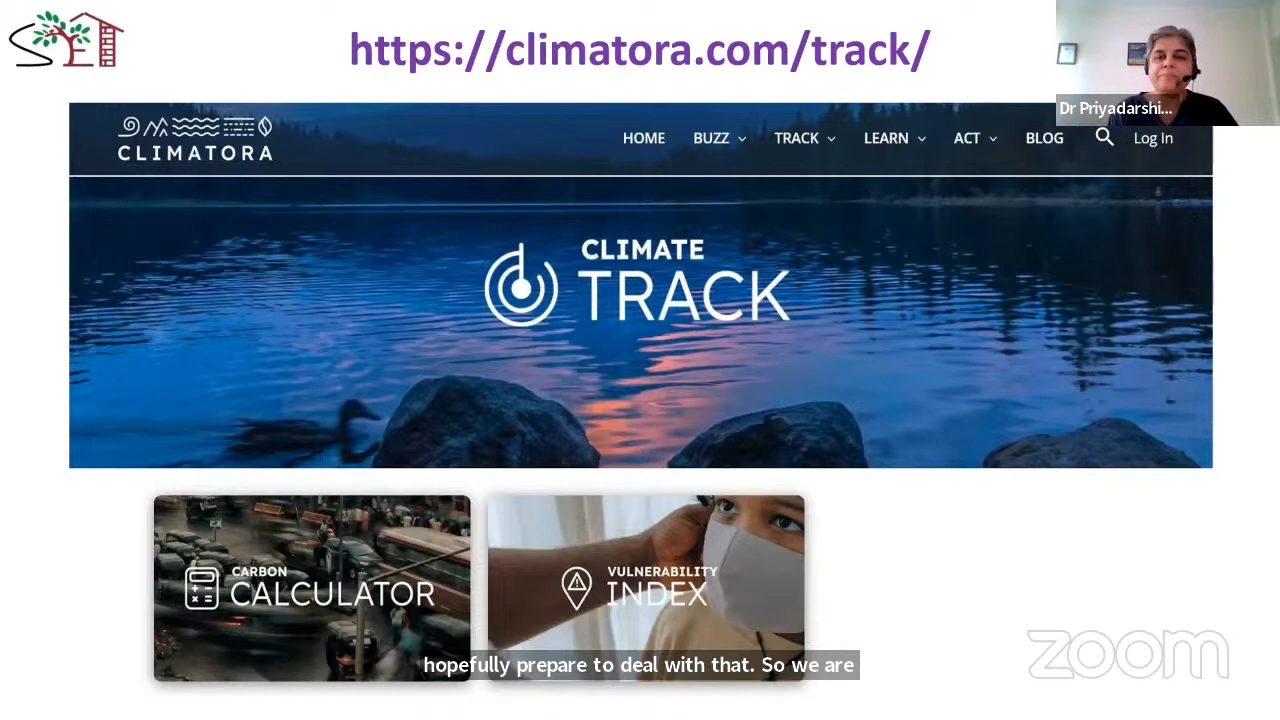 https://climatora.com/track/
Dr Priyadarshi...
CLIMATORA
HOME BUZZ TRACK LEARN ACT BLOG Log In
CLIMATE
TRACK
CARBON
CALCULATOR
VULNERABILITY
INDEX
hopefully prepare to deal with that. So we are
zoom